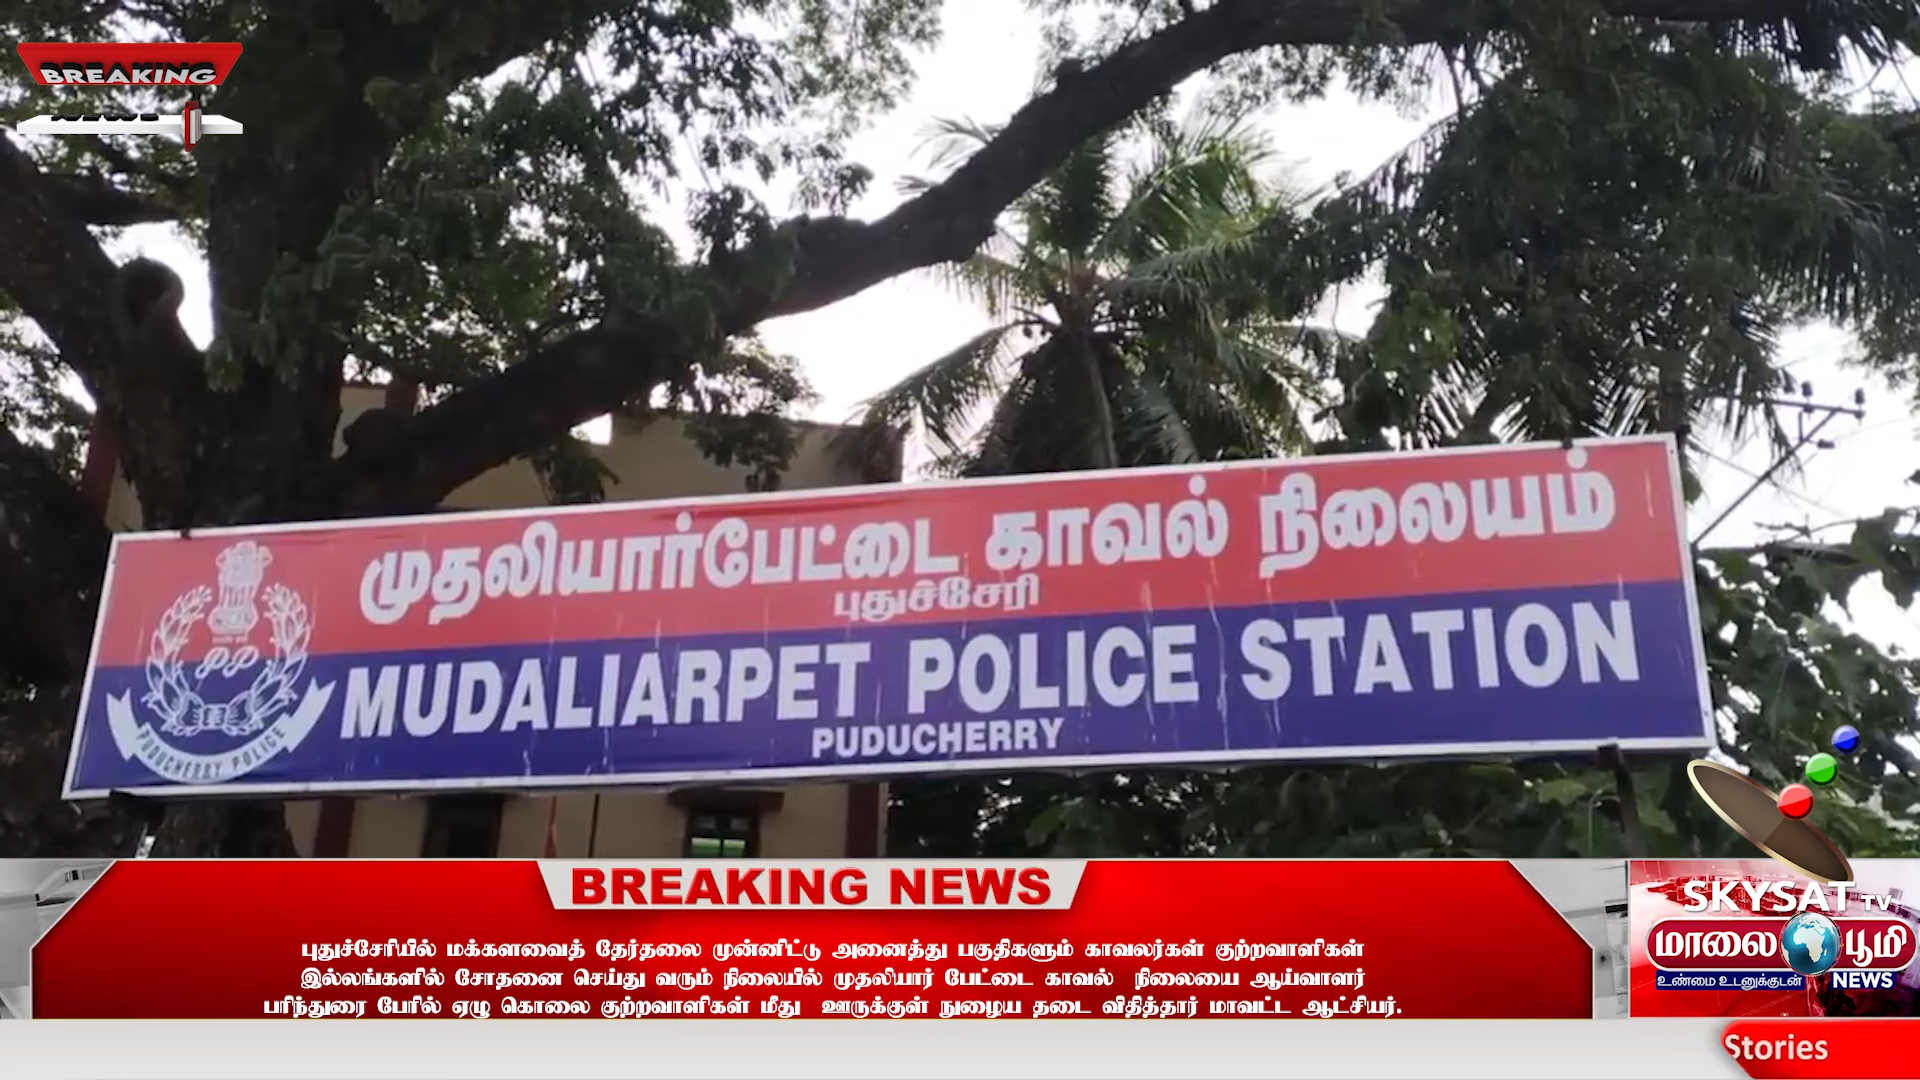 BREAKING
NEWS
முதலியார்பேட்டை காவல் நிலையம்
புதுச்சேரி
MUDALIARPET POLICE STATION
PUDUCHERRY
PP
PUDUCHERRY POLICE
BREAKING NEWS
புதுச்சேரியில் மக்களவைத் தேர்தலை முன்னிட்டு அனைத்து பகுதிகளும் காவலர்கள் குற்றவாளிகள்
இல்லங்களில் சோதனை செய்து வரும் நிலையில் முதலியார் பேட்டை காவல் நிலையை ஆய்வாளர்
பரிந்துரை பேரில் ஏழு கொலை குற்றவாளிகள் மீது ஊருக்குள் நுழைய தடை விதித்தார் மாவட்ட ஆட்சியர்.
SKYSAT TV
மாலை பூமி
உண்மை உடனுக்குடன் NEWS
Stories